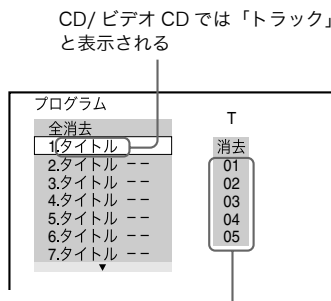 CD/ ビデオ CD では「トラック」
と表示される
プログラム
T
全消去
1.タイトル
2.タイトル −−
3.タイトル −−
4.タイトル −−
5.タイトル −−
6.タイトル −−
7.タイトル −−
消去
01
02
03
04
05